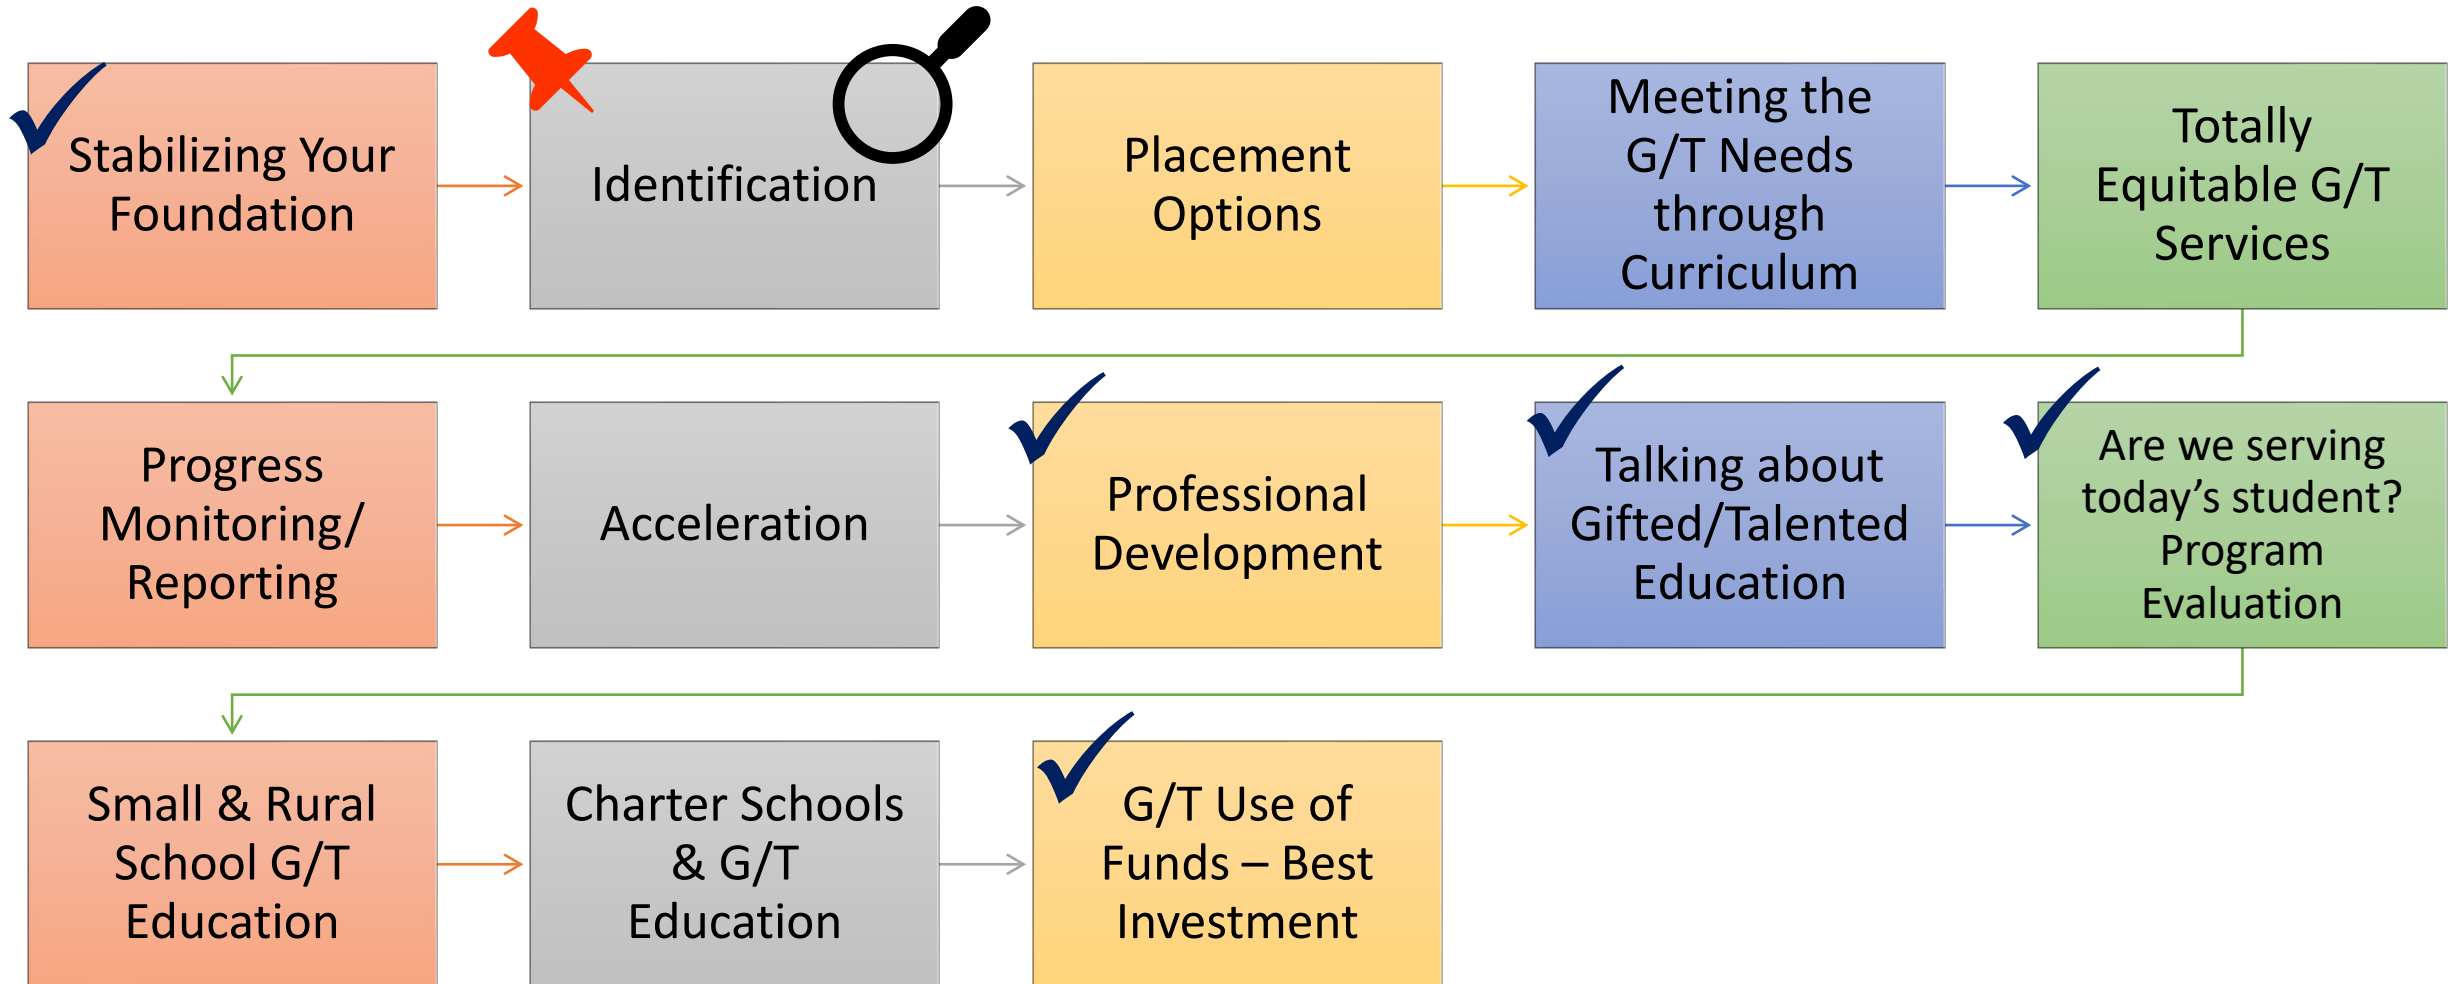 Stabilizing Your
Foundation
Identification
Placement
Options
Meeting the
G/T Needs
through
Curriculum
Totally
Equitable G/T
Services
Progress
Monitoring/
Reporting
Acceleration
Professional
Development
Talking about
Gifted/Talented
Education
Are we serving
today’s student?
Program
Evaluation
Small & Rural
School G/T
Education
Charter Schools
& G/T
Education
G/T Use of
Funds – Best
Investment